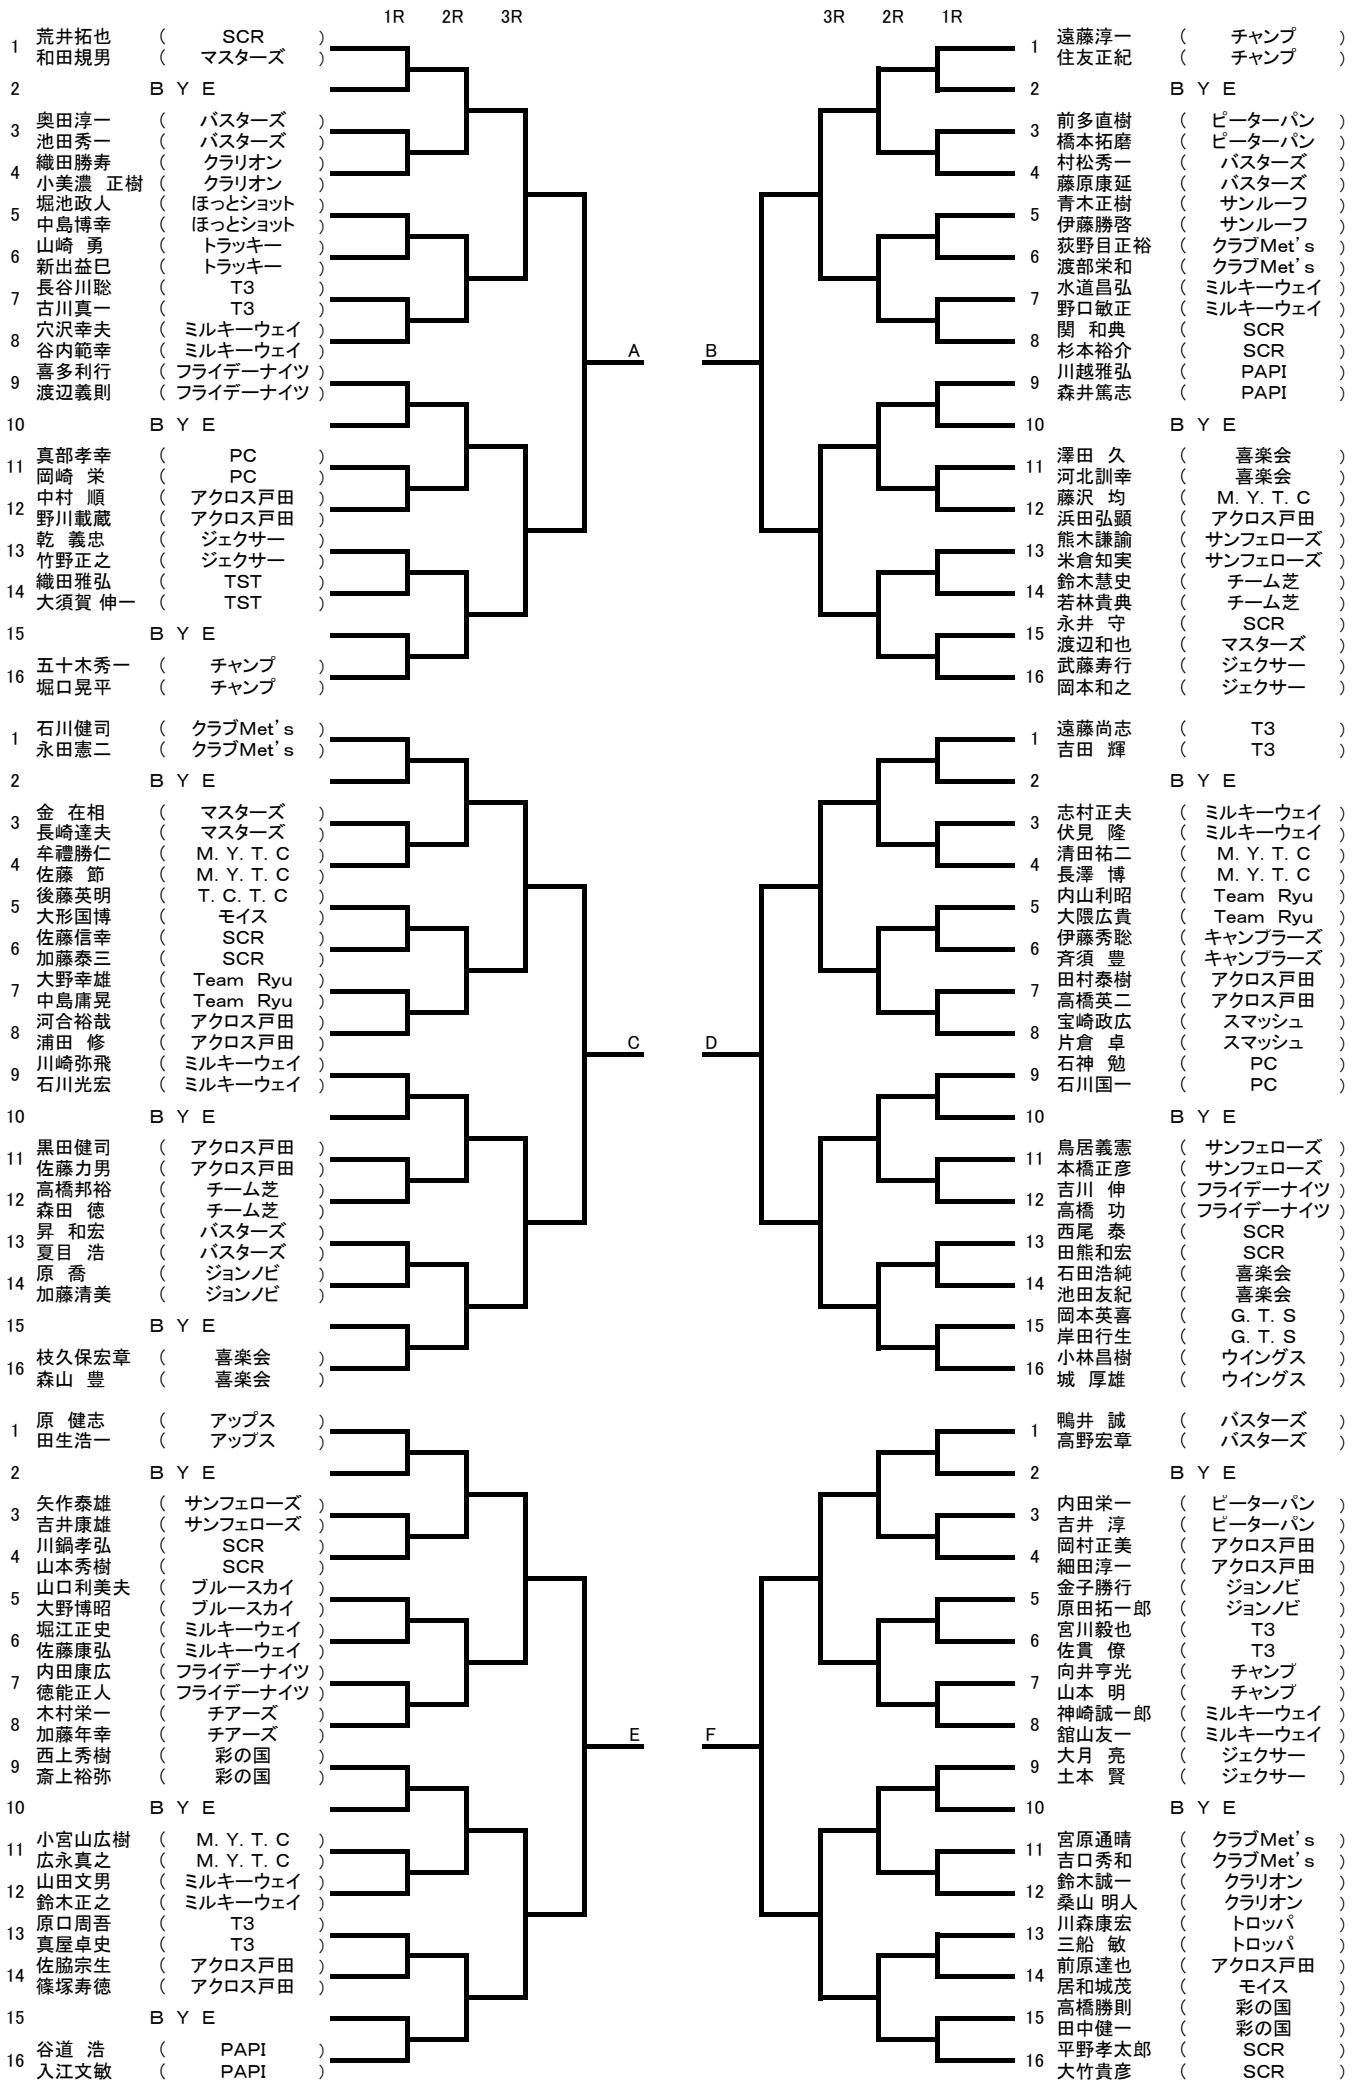 1R 2R 3R
1 荒井拓也 ( SCR )
和田規男 ( マスターズ )
2 B Y E
3 奥田淳一 ( バスターズ )
池田秀一 ( バスターズ )
4 織田勝寿 ( クラリオン )
小美濃 正樹 ( クラリオン )
5 堀池政人 ( ほっとショット )
中島博幸 ( ほっとショット )
6 山崎 勇 ( トラッキー )
新出益巳 ( トラッキー )
7 長谷川聡 ( T3 )
古川真一 ( T3 )
8 穴沢幸夫 ( ミルキーウェイ )
谷内範幸 ( ミルキーウェイ )
9 喜多利行 ( フライデーナイツ )
渡辺義則 ( フライデーナイツ )
10 B Y E
11 真部孝幸 ( PC )
岡崎 栄 ( PC )
12 中村 順 ( アクロス戸田 )
野川載蔵 ( アクロス戸田 )
13 乾 義忠 ( ジェクサー )
竹野正之 ( ジェクサー )
14 織田雅弘 ( TST )
大須賀 伸一 ( TST )
15 B Y E
16 五十木秀一 ( チャンプ )
堀口晃平 ( チャンプ )
A
3R 2R 1R
1 遠藤淳一 ( チャンプ )
住友正紀 ( チャンプ )
2 B Y E
3 前多直樹 ( ピーターパン )
橋本拓磨 ( ピーターパン )
4 村松秀一 ( バスターズ )
藤原康延 ( バスターズ )
5 青木正樹 ( サンルーフ )
伊藤勝啓 ( サンルーフ )
6 荻野目正裕 ( クラブMet's )
渡部栄和 ( クラブMet's )
7 水道昌弘 ( ミルキーウェイ )
野口敏正 ( ミルキーウェイ )
8 関 和典 ( SCR )
杉本裕介 ( SCR )
9 川越雅弘 ( PAPI )
森井篤志 ( PAPI )
10 B Y E
11 澤田 久 ( 喜楽会 )
河北訓幸 ( 喜楽会 )
12 藤沢 均 ( M. Y. T. C )
浜田弘顕 ( アクロス戸田 )
13 熊木謙諭 ( サンフェローズ )
米倉知実 ( サンフェローズ )
14 鈴木慧史 ( チーム芝 )
若林貴典 ( チーム芝 )
15 永井 守 ( SCR )
渡辺和也 ( マスターズ )
16 武藤寿行 ( ジェクサー )
岡本和之 ( ジェクサー )
B
1 石川健司 ( クラブMet's )
永田憲二 ( クラブMet's )
2 B Y E
3 金 在相 ( マスターズ )
長崎達夫 ( マスターズ )
4 牟禮勝仁 ( M. Y. T. C )
佐藤 節 ( M. Y. T. C )
5 後藤英明 ( T. C. T. C )
大形国博 ( モイス )
6 佐藤信幸 ( SCR )
加藤泰三 ( SCR )
7 大野幸雄 ( Team Ryu )
中島庸晃 ( Team Ryu )
8 河合裕哉 ( アクロス戸田 )
浦田 修 ( アクロス戸田 )
9 川崎弥飛 ( ミルキーウェイ )
石川光宏 ( ミルキーウェイ )
10 B Y E
11 黒田健司 ( アクロス戸田 )
佐藤力男 ( アクロス戸田 )
12 高橋邦裕 ( チーム芝 )
森田 徳 ( チーム芝 )
13 昇 和宏 ( バスターズ )
夏目 浩 ( バスターズ )
14 原 喬 ( ジョンノビ )
加藤清美 ( ジョンノビ )
15 B Y E
16 枝久保宏章 ( 喜楽会 )
森山 豊 ( 喜楽会 )
C
1 遠藤尚志 ( T3 )
吉田 輝 ( T3 )
2 B Y E
3 志村正夫 ( ミルキーウェイ )
伏見 隆 ( ミルキーウェイ )
4 清田祐二 ( M. Y. T. C )
長澤 博 ( M. Y. T. C )
5 内山利昭 ( Team Ryu )
大隈広貴 ( Team Ryu )
6 伊藤秀聡 ( キャンプラーズ )
斉須 豊 ( キャンプラーズ )
7 田村泰樹 ( アクロス戸田 )
高橋英二 ( アクロス戸田 )
8 宝崎政広 ( スマッシュ )
片倉 卓 ( スマッシュ )
9 石神 勉 ( PC )
石川国一 ( PC )
10 B Y E
11 鳥居義憲 ( サンフェローズ )
本橋正彦 ( サンフェローズ )
12 吉川 伸 ( フライデーナイツ )
高橋 功 ( フライデーナイツ )
13 西尾 泰 ( SCR )
田熊和宏 ( SCR )
14 石田浩純 ( 喜楽会 )
池田友紀 ( 喜楽会 )
15 岡本英喜 ( G. T. S )
岸田行生 ( G. T. S )
16 小林昌樹 ( ウイングス )
城 厚雄 ( ウイングス )
D
1 原 健志 ( アップス )
田生浩一 ( アップス )
2 B Y E
3 矢作泰雄 ( サンフェローズ )
吉井康雄 ( サンフェローズ )
4 川鍋孝弘 ( SCR )
山本秀樹 ( SCR )
5 山口利美夫 ( ブルースカイ )
大野博昭 ( ブルースカイ )
6 堀江正史 ( ミルキーウェイ )
佐藤康弘 ( ミルキーウェイ )
7 内田康広 ( フライデーナイツ )
徳能正人 ( フライデーナイツ )
8 木村栄一 ( チアーズ )
加藤年幸 ( チアーズ )
9 西上秀樹 ( 彩の国 )
斎上裕弥 ( 彩の国 )
10 B Y E
11 小宮山広樹 ( M. Y. T. C )
広永真之 ( M. Y. T. C )
12 山田文男 ( ミルキーウェイ )
鈴木正之 ( ミルキーウェイ )
13 原口周吾 ( T3 )
真屋卓史 ( T3 )
14 佐脇宗生 ( アクロス戸田 )
篠塚寿徳 ( アクロス戸田 )
15 B Y E
16 谷道 浩 ( PAPI )
入江文敏 ( PAPI )
E
1 鴨井 誠 ( バスターズ )
高野宏章 ( バスターズ )
2 B Y E
3 内田栄一 ( ピーターパン )
吉井 淳 ( ピーターパン )
4 岡村正美 ( アクロス戸田 )
細田淳一 ( アクロス戸田 )
5 金子勝行 ( ジョンノビ )
原田拓一郎 ( ジョンノビ )
6 宮川毅也 ( T3 )
佐貫 僚 ( T3 )
7 向井亨光 ( チャンプ )
山本 明 ( チャンプ )
8 神崎誠一郎 ( ミルキーウェイ )
舘山友一 ( ミルキーウェイ )
9 大月 亮 ( ジェクサー )
土本 賢 ( ジェクサー )
10 B Y E
11 宮原通晴 ( クラブMet's )
吉口秀和 ( クラブMet's )
12 鈴木誠一 ( クラリオン )
桑山 明人 ( クラリオン )
13 川森康宏 ( トロッパ )
三船 敏 ( トロッパ )
14 前原達也 ( アクロス戸田 )
居和城茂 ( モイス )
15 高橋勝則 ( 彩の国 )
田中健一 ( 彩の国 )
16 平野孝太郎 ( SCR )
大竹貴彦 ( SCR )
F